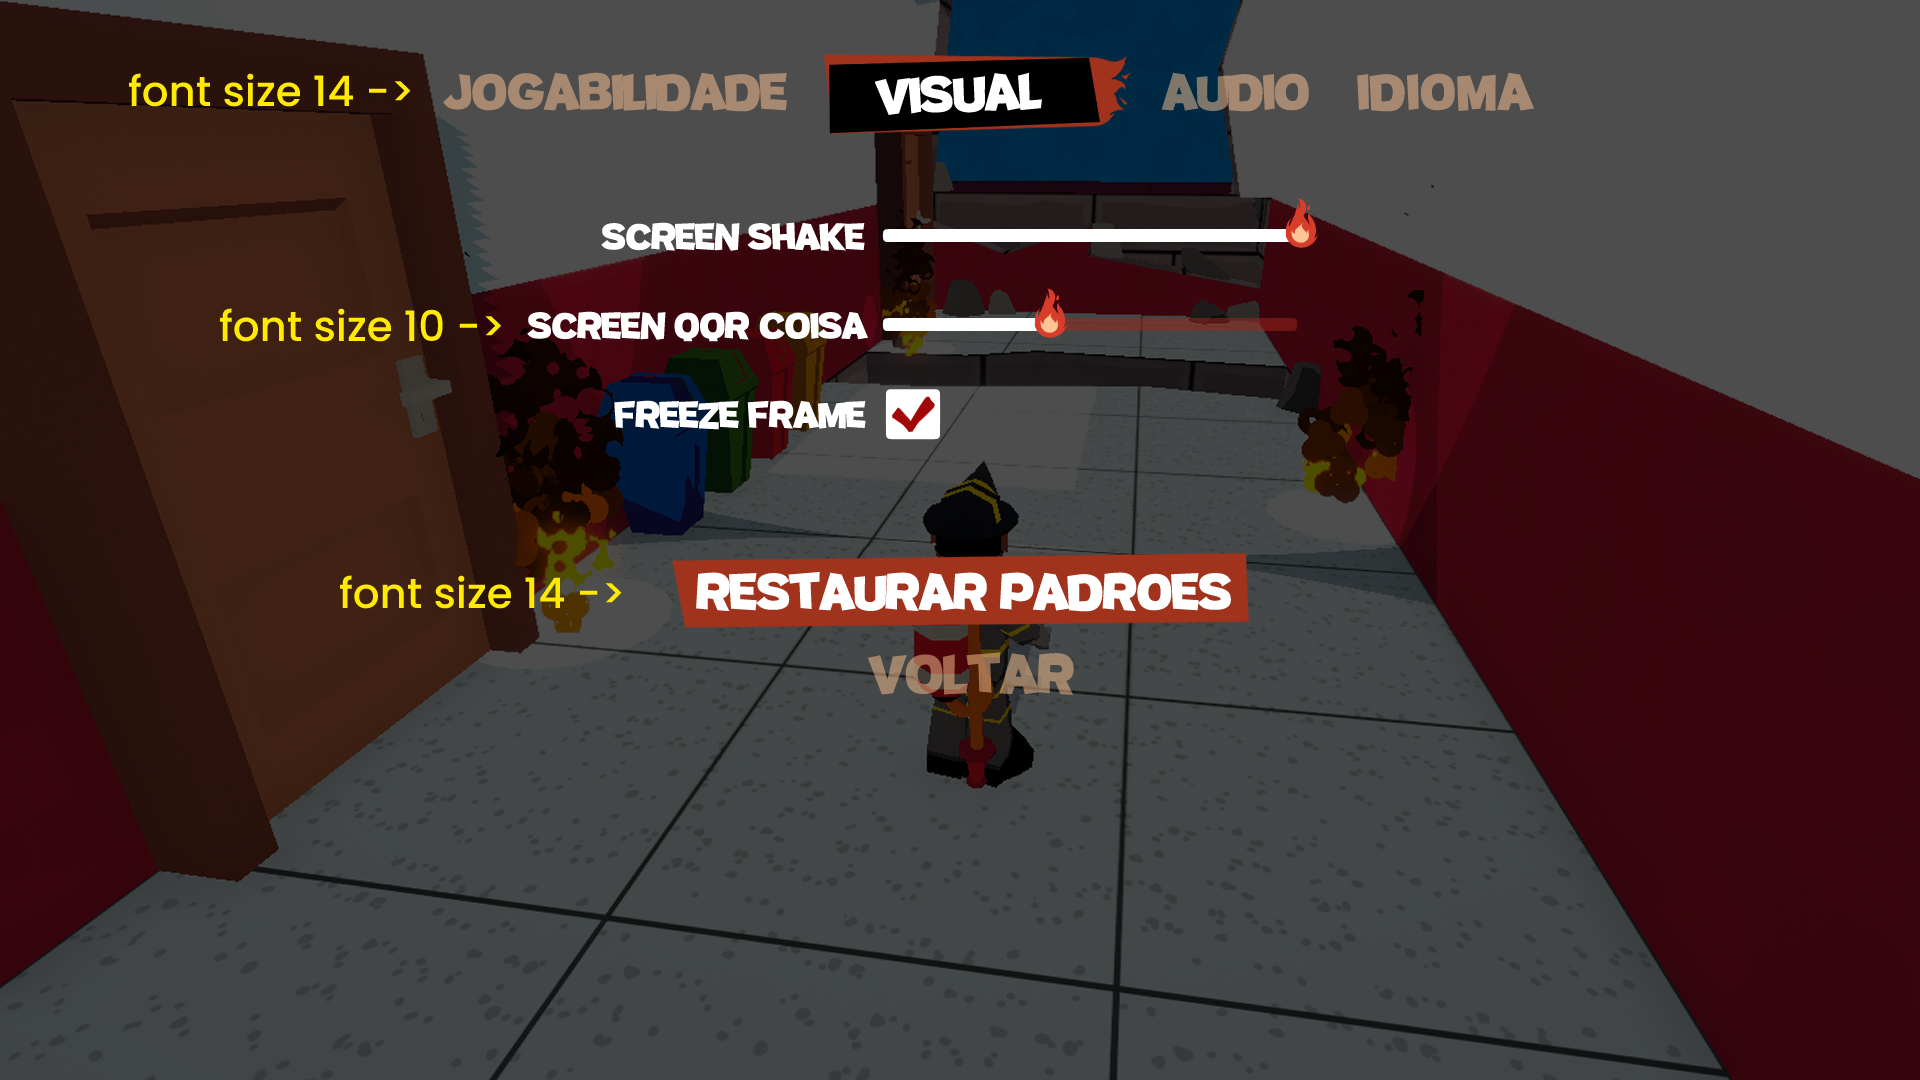 font size 14 -> JOGABILIDADE VISUAL AUDIO IDIOMA
SCREEN SHAKE
font size 10 -> SCREEN QQR COISA
FREEZE FRAME
font size 14 -> RESTAURAR PADROES
VOLTAR